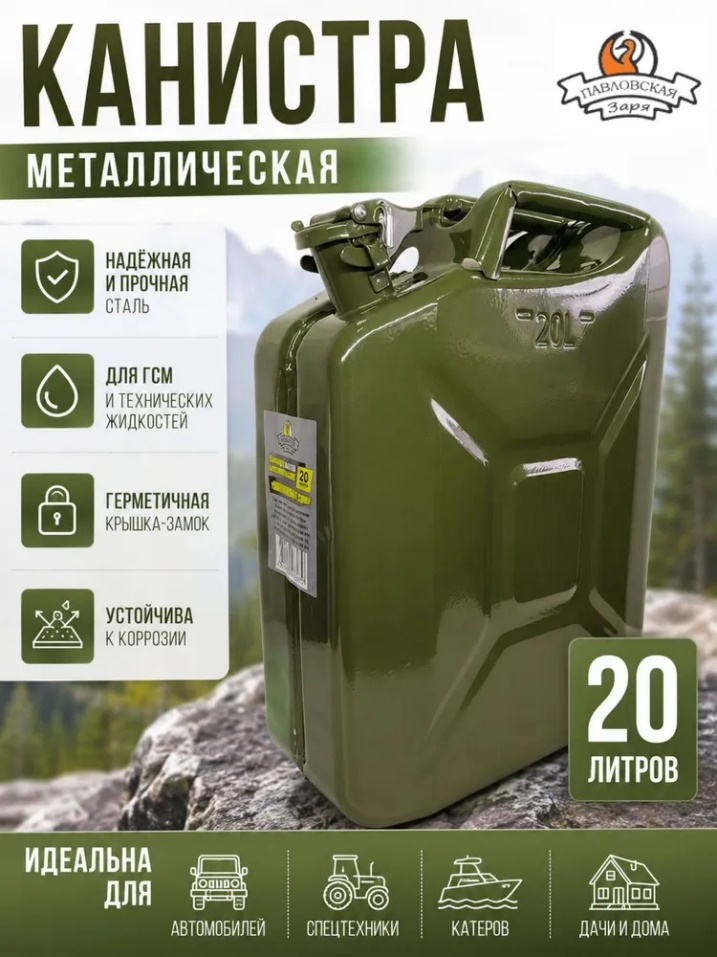 КАНИСТРА
ПАВЛОВСКАЯ
Заря
МЕТАЛЛИЧЕСКАЯ
НАДЁЖНАЯ
И ПРОЧНАЯ
СТАЛЬ
ДЛЯ ГСМ
И ТЕХНИЧЕСКИХ
ЖИДКОСТЕЙ
ГЕРМЕТИЧНАЯ
КРЫШКА-ЗАМОК
УСТОЙЧИВА
К КОРРОЗИИ
20L
20
20
ЛИТРОВ
ИДЕАЛЬНА
ДЛЯ
АВТОМОБИЛЕЙ
СПЕЦТЕХНИКИ
КАТЕРОВ
ДАЧИ И ДОМА